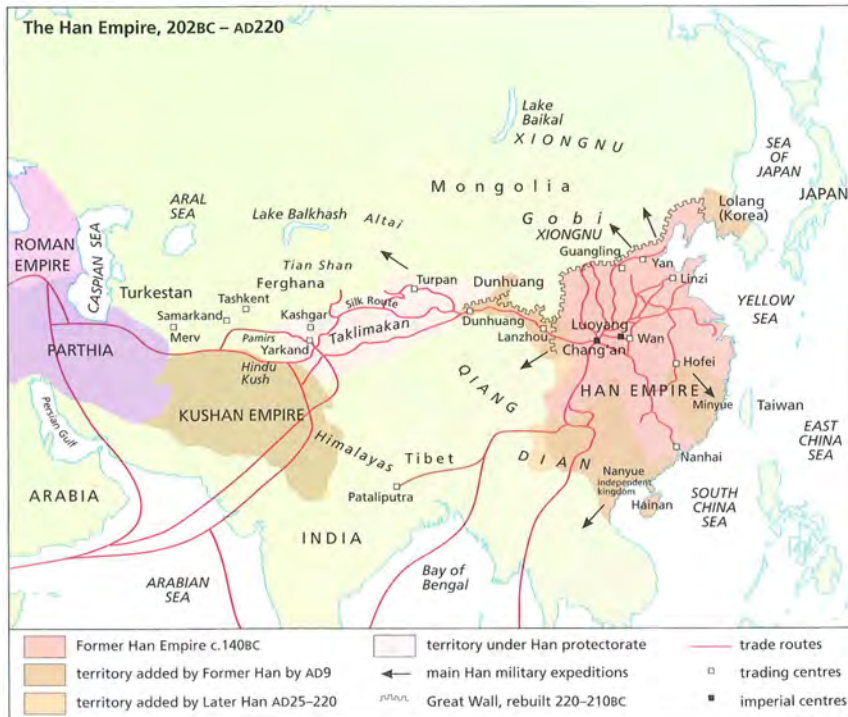 The Han Empire, 202BC – AD220
Lake
Baikal
XIONGNU
SEA
OF
JAPAN
JAPAN
Mongolia
ARAL
SEA
Lake Balkhash
Altai
Gobi
XIONGNU
Lolang
(Korea)
ROMAN
EMPIRE
CASPIAN SEA
Guangling
Yan
Tian Shan
Turpan
Dunhuang
Linzi
Turkestan
Ferghana
Tashkent
Silk Route
YELLOW
SEA
Samarkand
Kashgar
Dunhuang
Luoyang
Merv
Taklimakan
Lanzhou
Wan
PARTHIA
Pamirs
Yarkand
Chang'an
Hofei
Hindu
Kush
QIANG
HAN EMPIRE
Minyue
Taiwan
KUSHAN EMPIRE
Persian Gulf
Himalayas
Tibet
DIAN
EAST
CHINA
SEA
Nanhai
ARABIA
Pataliputra
Nanyue
independent
kingdom
Hainan
SOUTH
CHINA
SEA
INDIA
ARABIAN
SEA
Bay of
Bengal
Former Han Empire c.140BC
territory added by Former Han by AD9
territory added by Later Han AD25–220
territory under Han protectorate
main Han military expeditions
Great Wall, rebuilt 220–210BC
trade routes
trading centres
imperial centres